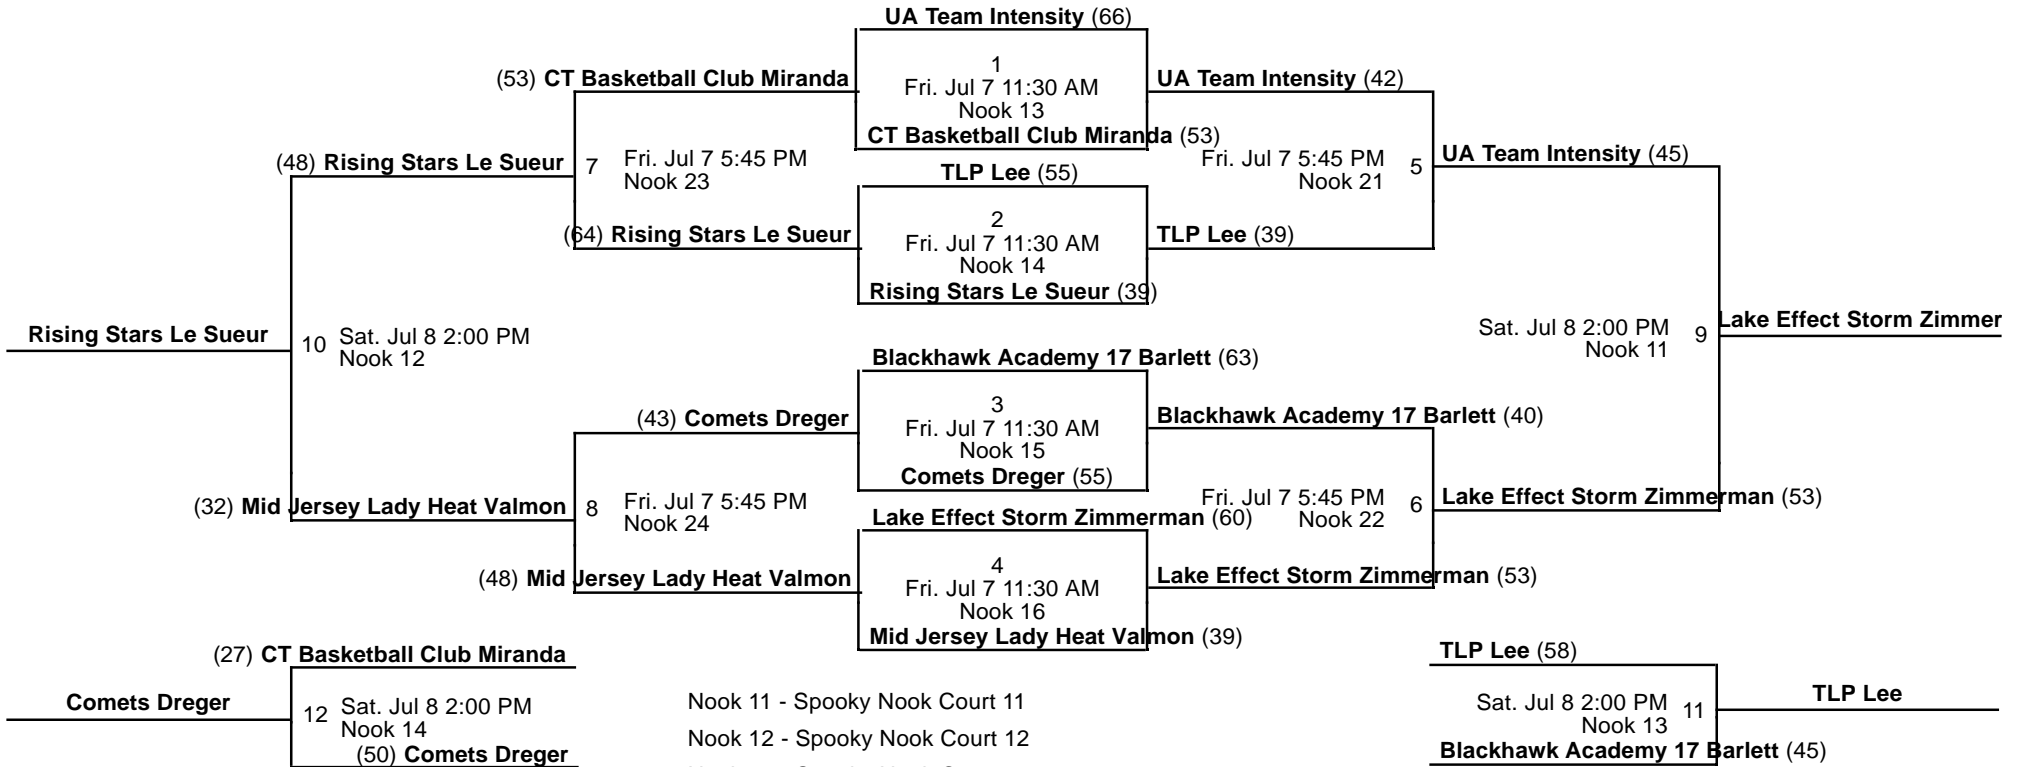 UA Team Intensity (66)
1
Fri. Jul 7 11:30 AM
Nook 13
CT Basketball Club Miranda (53)
(53) CT Basketball Club Miranda
UA Team Intensity (42)
(48) Rising Stars Le Sueur
7 Fri. Jul 7 5:45 PM
Nook 23
Fri. Jul 7 5:45 PM 5
Nook 21
UA Team Intensity (45)
TLP Lee (55)
2
Fri. Jul 7 11:30 AM
Nook 14
Rising Stars Le Sueur (39)
(64) Rising Stars Le Sueur
TLP Lee (39)
Rising Stars Le Sueur
10 Sat. Jul 8 2:00 PM
Nook 12
Sat. Jul 8 2:00 PM 9
Nook 11
Lake Effect Storm Zimmer
Blackhawk Academy 17 Barlett (63)
3
Fri. Jul 7 11:30 AM
Nook 15
Comets Dreger (55)
(43) Comets Dreger
Blackhawk Academy 17 Barlett (40)
(32) Mid Jersey Lady Heat Valmon
8 Fri. Jul 7 5:45 PM
Nook 24
Fri. Jul 7 5:45 PM 6
Nook 22
Lake Effect Storm Zimmerman (53)
Lake Effect Storm Zimmerman (60)
4
Fri. Jul 7 11:30 AM
Nook 16
Mid Jersey Lady Heat Valmon (39)
(48) Mid Jersey Lady Heat Valmon
Lake Effect Storm Zimmerman (53)
(27) CT Basketball Club Miranda
Comets Dreger
12 Sat. Jul 8 2:00 PM
Nook 14
(50) Comets Dreger
Nook 11 - Spooky Nook Court 11
Nook 12 - Spooky Nook Court 12
TLP Lee (58)
Sat. Jul 8 2:00 PM 11
Nook 13
TLP Lee
Blackhawk Academy 17 Barlett (45)